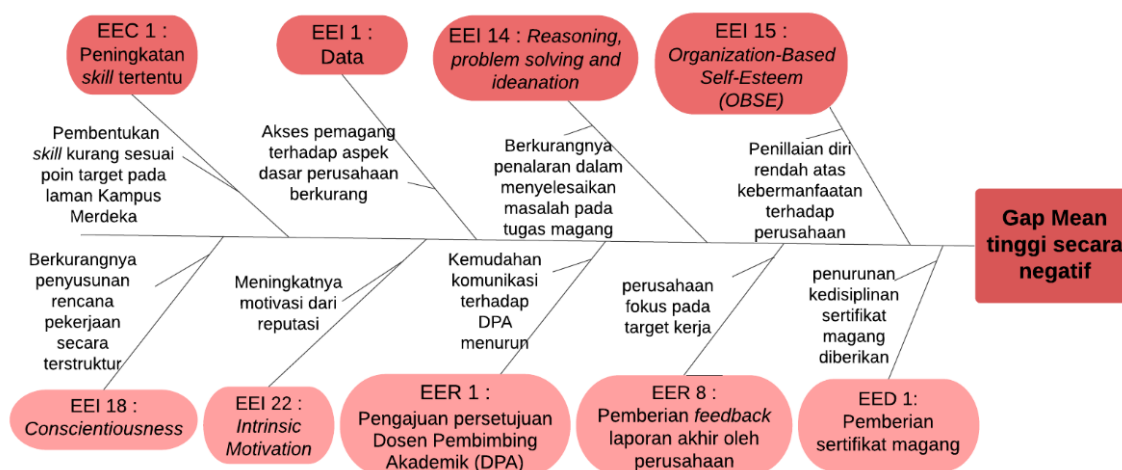 EEC 1 :
Peningkatan
skill tertentu
EEI 1 :
Data
EEI 14 : Reasoning,
problem solving and
ideanation
EEI 15 :
Organization-Based
Self-Esteem
(OBSE)
Pembentukan
skill kurang sesuai
poin target pada
laman Kampus
Merdeka
Akses pemagang
terhadap aspek
dasar perusahaan
berkurang
Berkurangnya
penalaran dalam
menyelesaikan
masalah pada
tugas magang
Penillaian diri
rendah atas
kebermanfaatan
terhadap
perusahaan
Gap Mean
tinggi secara
negatif
Berkurangnya
penyusunan
rencana
pekerjaan
secara
terstruktur
Meningkatnya
motivasi dari
reputasi
Kemudahan
komunikasi
terhadap
DPA
menurun
perusahaan
fokus pada
target kerja
penurunan
kedisiplinan
sertifikat
magang
diberikan
EEI 18 :
Conscientiousness
EEI 22 :
Intrinsic
Motivation
EER 1 :
Pengajuan persetujuan
Dosen Pembimbing
Akademik (DPA)
EER 8 :
Pemberian feedback
laporan akhir oleh
perusahaan
EED 1:
Pemberian
sertifikat magang